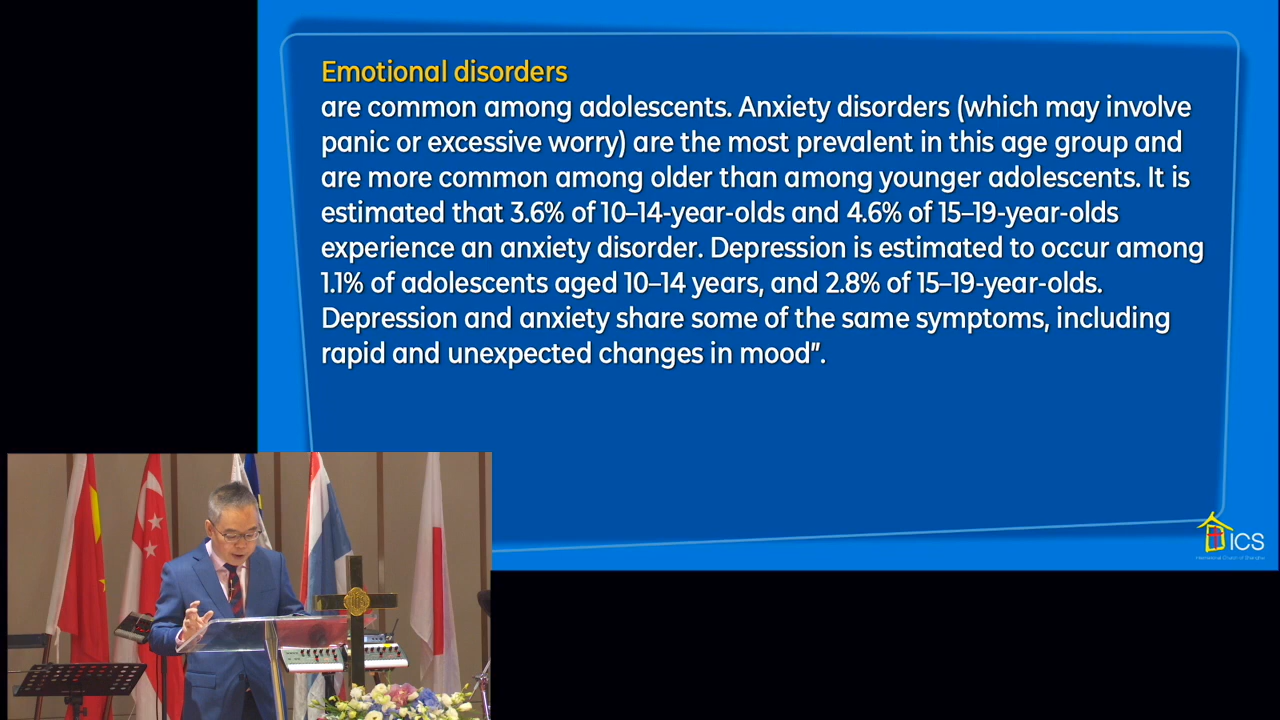 Emotional disorders
are common among adolescents. Anxiety disorders (which may involve
panic or excessive worry) are the most prevalent in this age group and
are more common among older than among younger adolescents. It is
estimated that 3.6% of 10–14-year-olds and 4.6% of 15–19-year-olds
experience an anxiety disorder. Depression is estimated to occur among
1.1% of adolescents aged 10–14 years, and 2.8% of 15–19-year-olds.
Depression and anxiety share some of the same symptoms, including
rapid and unexpected changes in mood”.
ICS